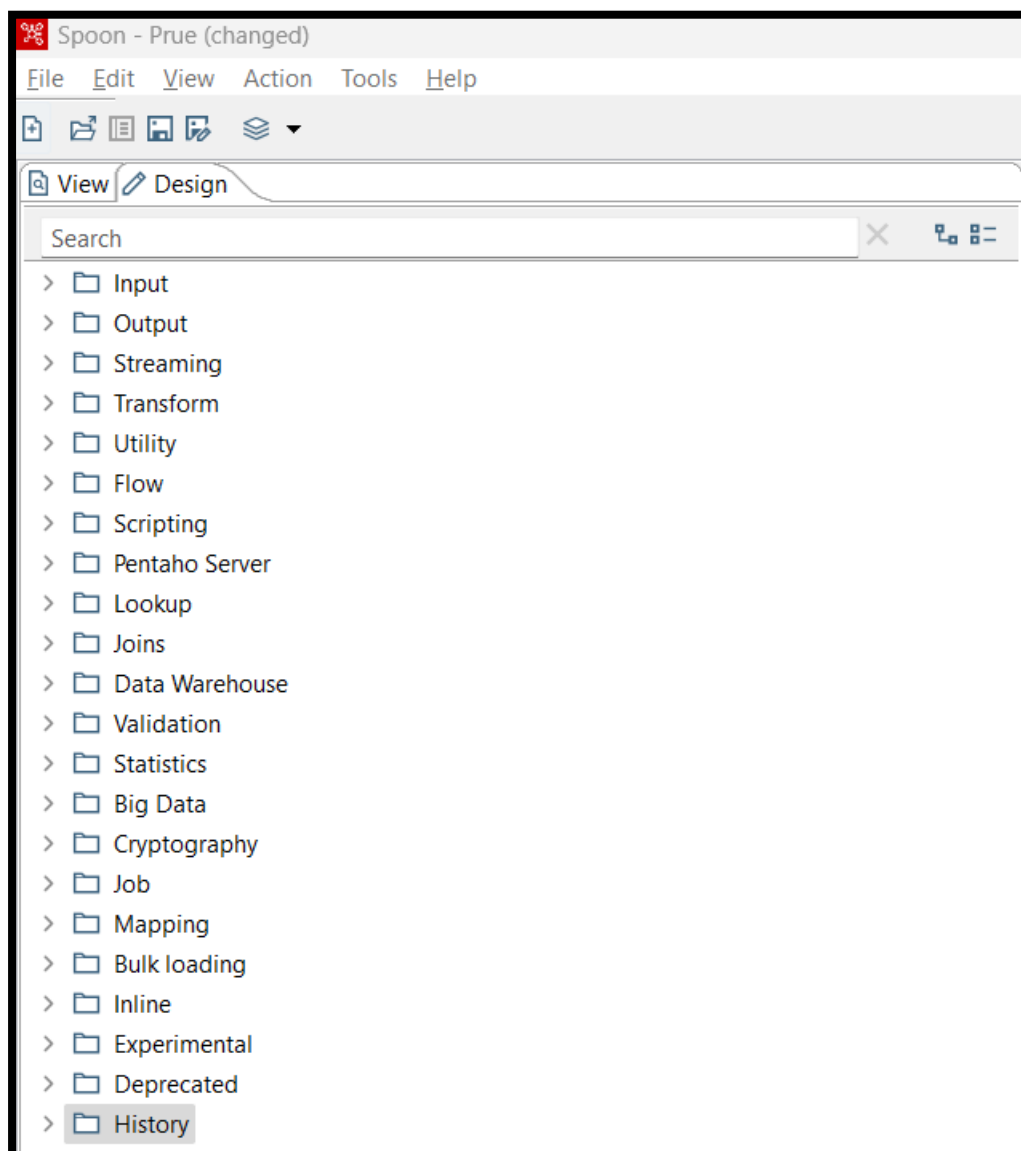 Spoon - Prue (changed)
File Edit View Action Tools Help
View Design
Search
Input
Output
Streaming
Transform
Utility
Flow
Scripting
Pentaho Server
Lookup
Joins
Data Warehouse
Validation
Statistics
Big Data
Cryptography
Job
Mapping
Bulk loading
Inline
Experimental
Deprecated
History